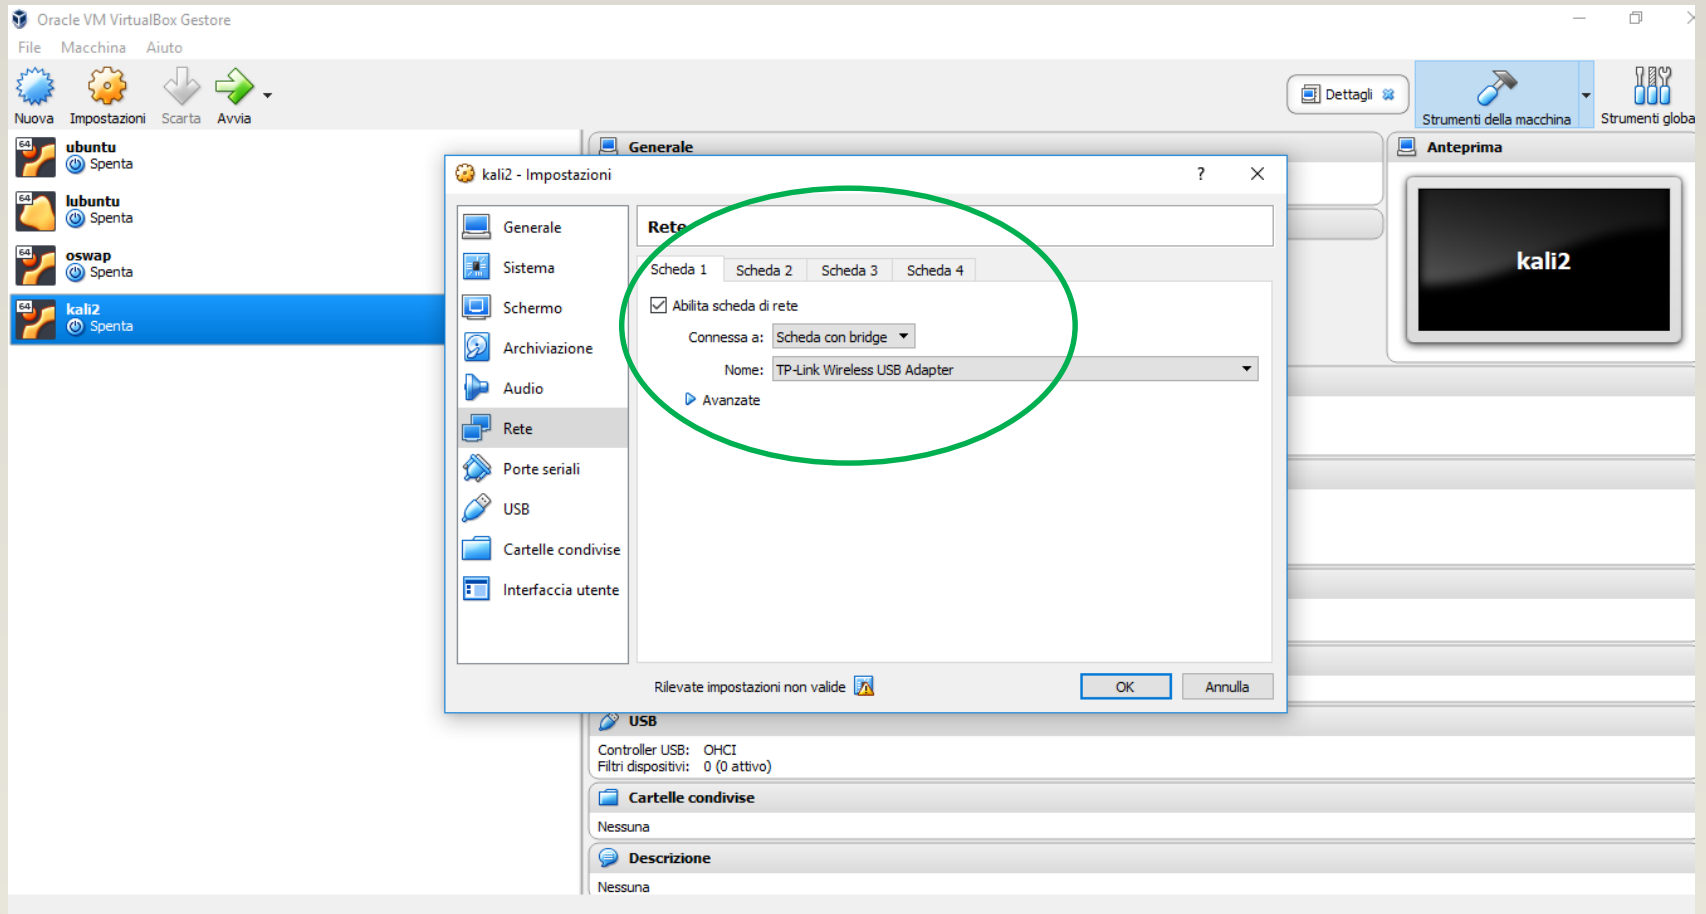 Oracle VM VirtualBox Gestore
File Macchina Aiuto
Nuova Impostazioni Scarta Avvia
Dettagli
Strumenti della macchina
Strumenti globa
64 ubuntu
Spenta
64 lubuntu
Spenta
64 oswap
Spenta
64 kali2
Spenta
Generale
Anteprima
kali2
kali2 - Impostazioni ?
Generale
Sistema
Schermo
Archiviazione
Audio
Rete
Porte seriali
USB
Cartelle condivise
Interfaccia utente
Rete
Scheda 1 Scheda 2 Scheda 3 Scheda 4
Abilita scheda di rete
Connessa a: Scheda con bridge
Nome: TP-Link Wireless USB Adapter
Avanzate
Rilevate impostazioni non valide
OK Annulla
USB
Controller USB: OHCI
Filtri dispositivi: 0 (0 attivo)
Cartelle condivise
Nessuna
Descrizione
Nessuna